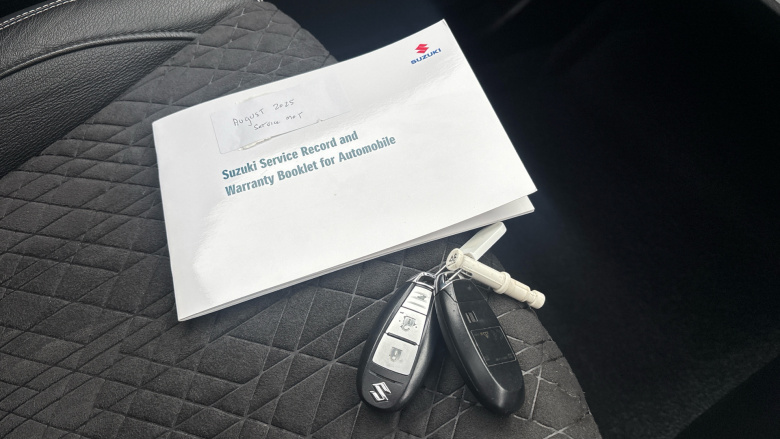 SUZUKI
August 2025
Service MOT
Suzuki Service Record and
Warranty Booklet for Automobile